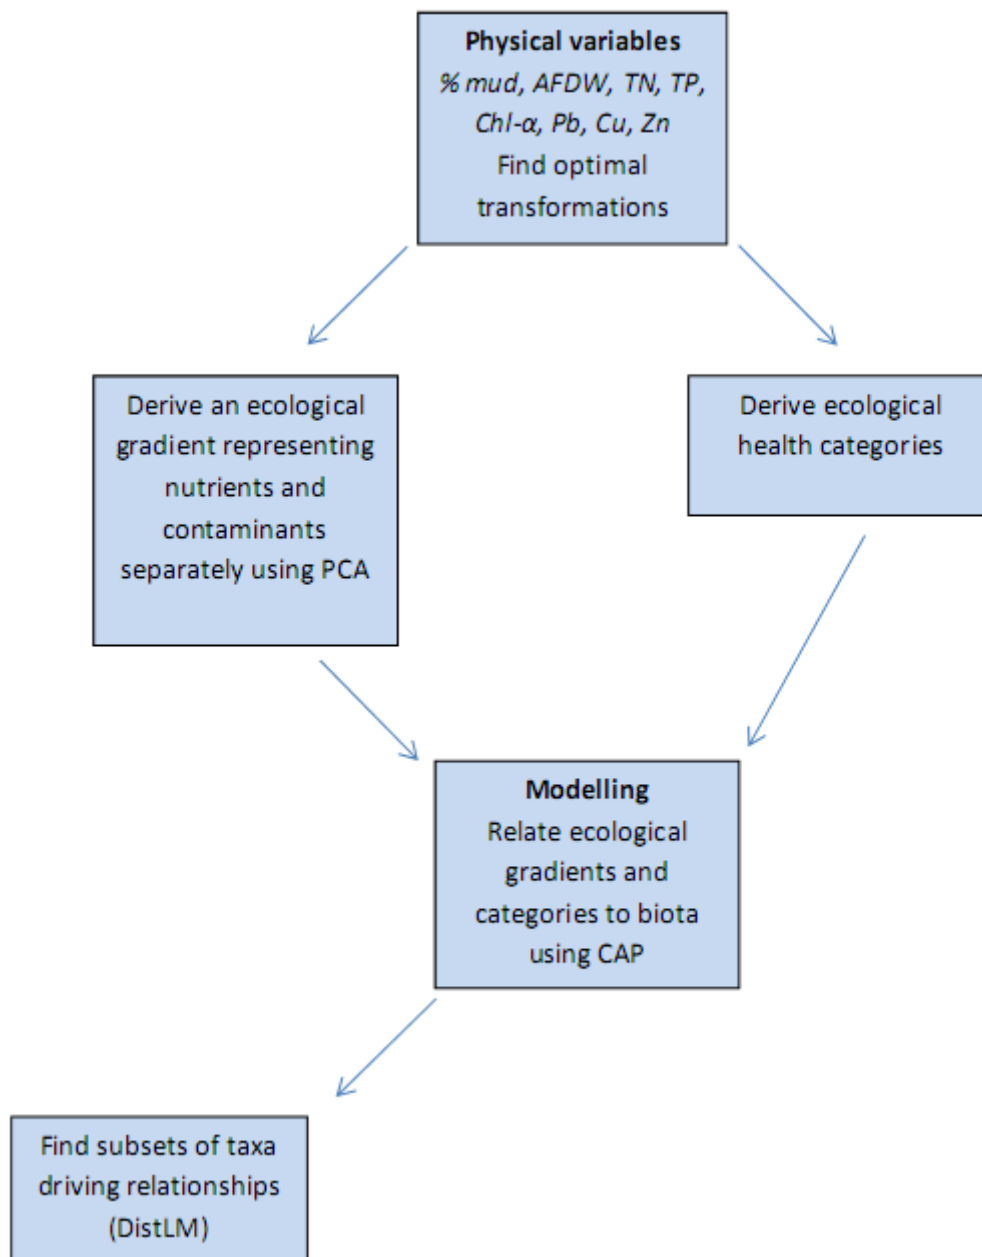 Physical variables
% mud, AFDW, TN, TP,
Chl-α, Pb, Cu, Zn
Find optimal
transformations
Derive an ecological
gradient representing
nutrients and
contaminants
separately using PCA
Derive ecological
health categories
Modelling
Relate ecological
gradients and
categories to biota
using CAP
Find subsets of taxa
driving relationships
(DistLM)